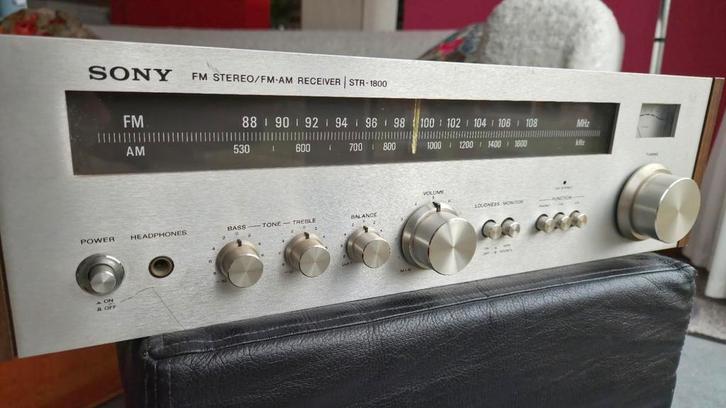 SONY FM STEREO/FM-AM RECEIVER | STR-1800
FM 88 90 92 94 96 98 100 102 104 106 108 MHz
AM 530 600 700 800 1000 1200 1400 1600 kHz
TUNING
POWER HEADPHONES BASS TONE TREBLE BALANCE VOLUME LOUDNESS MONITOR FUNCTION
MIN
ON
OFF